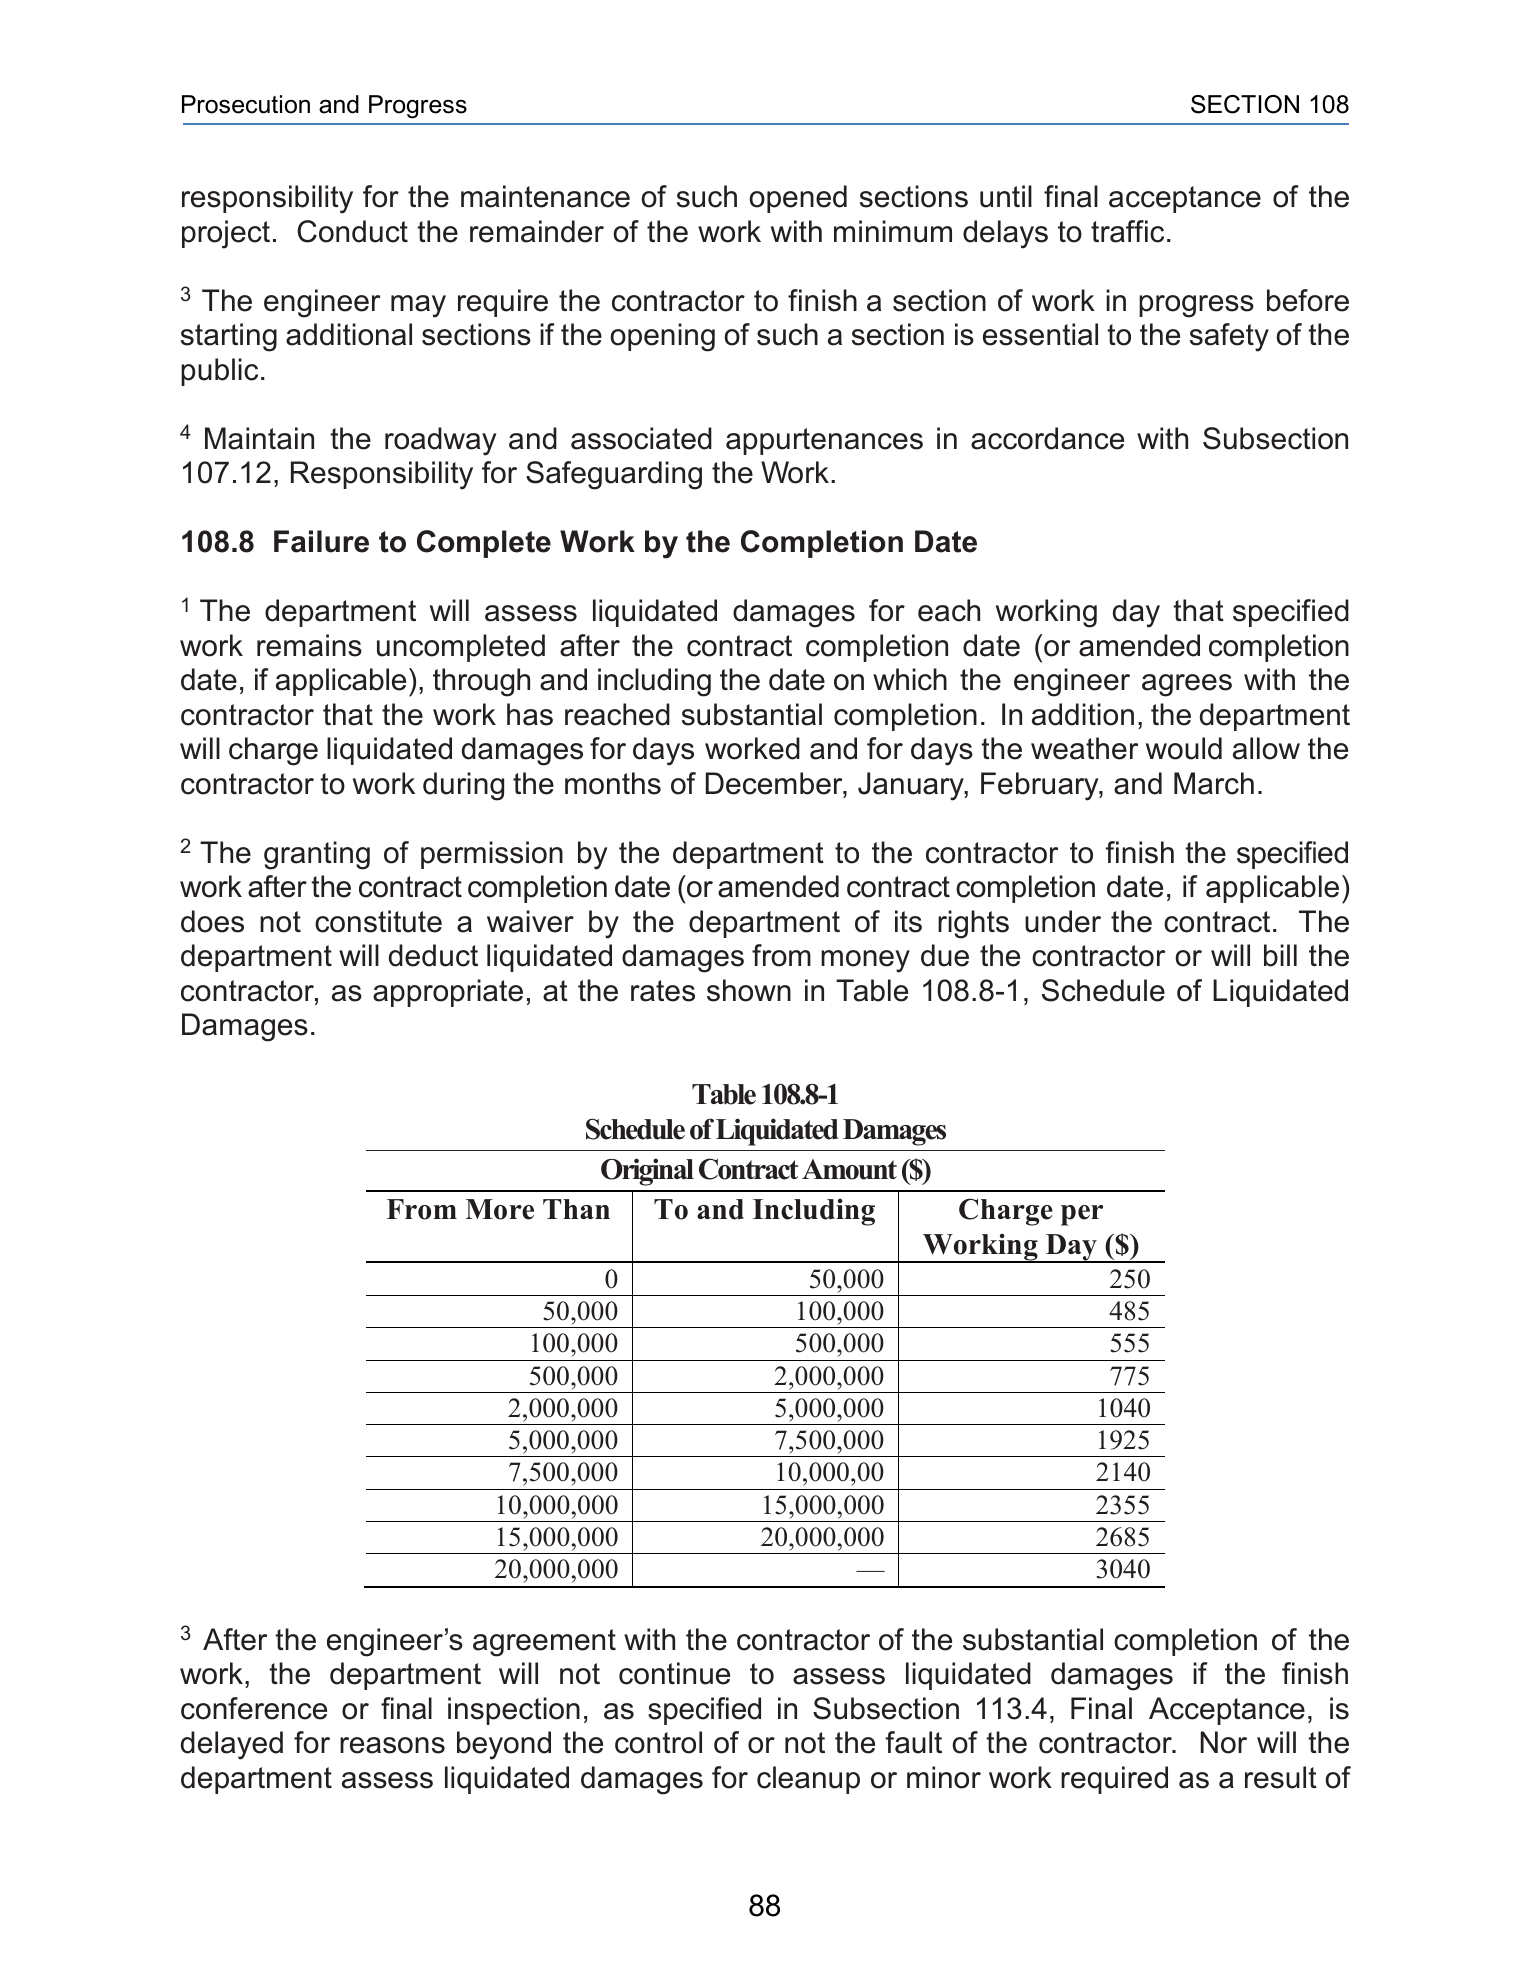 Prosecution and Progress SECTION 108
responsibility for the maintenance of such opened sections until final acceptance of the
project. Conduct the remainder of the work with minimum delays to traffic.
3 The engineer may require the contractor to finish a section of work in progress before
starting additional sections if the opening of such a section is essential to the safety of the
public.
4 Maintain the roadway and associated appurtenances in accordance with Subsection
107.12, Responsibility for Safeguarding the Work.
108.8 Failure to Complete Work by the Completion Date
1 The department will assess liquidated damages for each working day that specified
work remains uncompleted after the contract completion date (or amended completion
date, if applicable), through and including the date on which the engineer agrees with the
contractor that the work has reached substantial completion. In addition, the department
will charge liquidated damages for days worked and for days the weather would allow the
contractor to work during the months of December, January, February, and March.
2 The granting of permission by the department to the contractor to finish the specified
work after the contract completion date (or amended contract completion date, if applicable)
does not constitute a waiver by the department of its rights under the contract. The
department will deduct liquidated damages from money due the contractor or will bill the
contractor, as appropriate, at the rates shown in Table 108.8-1, Schedule of Liquidated
Damages.
Table 108.8-1
Schedule of Liquidated Damages
Original Contract Amount ($)
From More Than To and Including Charge per
Working Day ($)
0 50,000 250
50,000 100,000 485
100,000 500,000 555
500,000 2,000,000 775
2,000,000 5,000,000 1040
5,000,000 7,500,000 1925
7,500,000 10,000,00 2140
10,000,000 15,000,000 2355
15,000,000 20,000,000 2685
20,000,000 — 3040
3 After the engineer’s agreement with the contractor of the substantial completion of the
work, the department will not continue to assess liquidated damages if the finish
conference or final inspection, as specified in Subsection 113.4, Final Acceptance, is
delayed for reasons beyond the control of or not the fault of the contractor. Nor will the
department assess liquidated damages for cleanup or minor work required as a result of
88